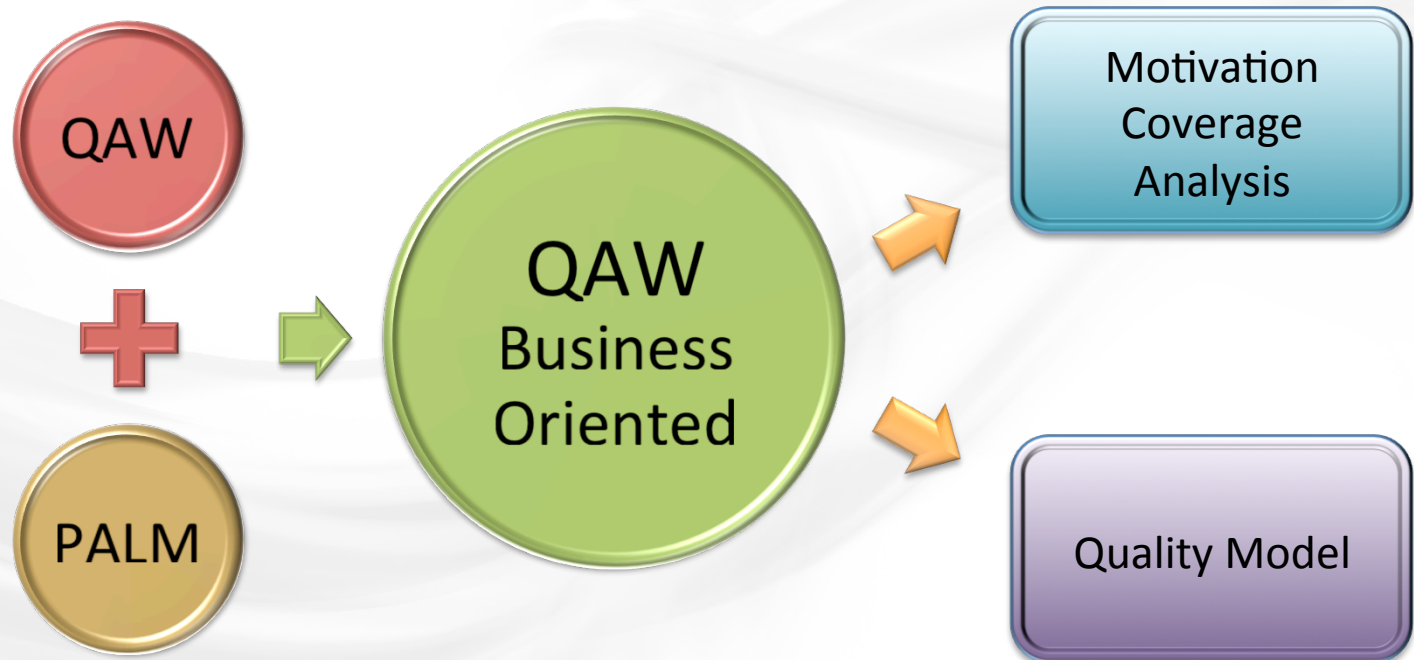 QAW
PALM
QAW
Business
Oriented
Motivation
Coverage
Analysis
Quality Model